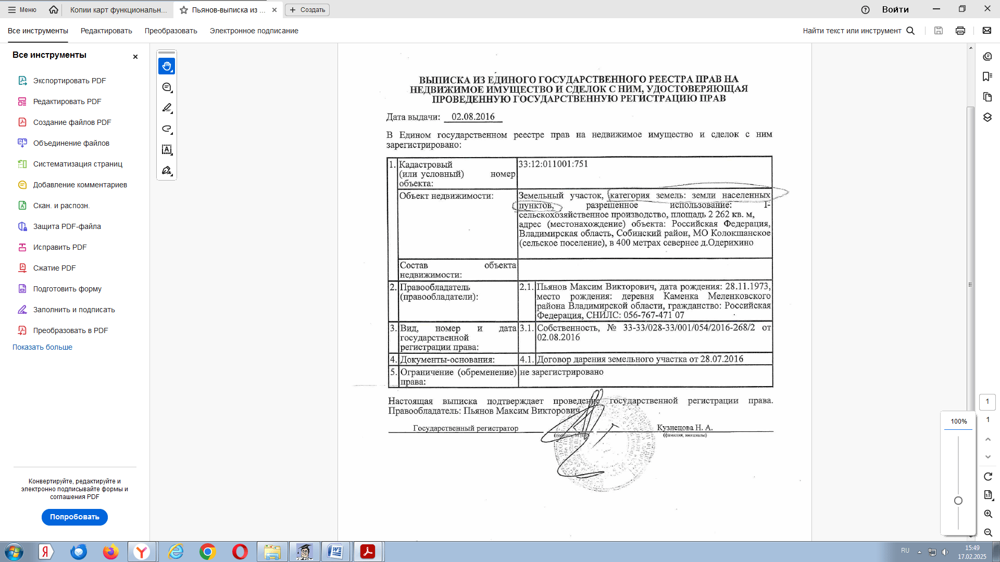 Меню
Копии карт функциональн...
Пьянов-выписка из ...
Создать
Войти
Все инструменты
Редактировать
Преобразовать
Электронное подписание
Найти текст или инструмент
Все инструменты
Экспортировать PDF
Редактировать PDF
Создание файлов PDF
Объединение файлов
Систематизация страниц
Добавление комментариев
Скан. и распозн.
Защита PDF-файла
Исправить PDF
Сжатие PDF
Подготовить форму
Заполнить и подписать
Преобразовать в PDF
Показать больше
Конвертируйте, редактируйте и
электронно подписывайте формы и
соглашения PDF
Попробовать
ВЫПИСКА ИЗ ЕДИНОГО ГОСУДАРСТВЕННОГО РЕЕСТРА ПРАВ НА
НЕДВИЖИМОЕ ИМУЩЕСТВО И СДЕЛОК С НИМ, УДОСТОВЕРЯЮЩАЯ
ПРОВЕДЕННУЮ ГОСУДАРСТВЕННУЮ РЕГИСТРАЦИЮ ПРАВ
Дата выдачи: 02.08.2016
В Едином государственном реестре прав на недвижимое имущество и сделок с ним
зарегистрировано:
1. Кадастровый
(или условный) номер
объекта:
33:12:011001:751
Объект недвижимости:
Земельный участок, категория земель: земли населенных
пунктов, разрешенное использование: 1-
сельскохозяйственное производство, площадь 2 262 кв. м,
адрес (местонахождение) объекта: Российская Федерация,
Владимирская область, Собинский район, МО Колокшанское
(сельское поселение), в 400 метрах севернее д.Одерихино
Состав объекта
недвижимости:
2. Правообладатель
(правообладатели):
2.1. Пьянов Максим Викторович, дата рождения: 28.11.1973,
место рождения: деревня Каменка Меленковского
района Владимирской области, гражданство: Российская
Федерация, СНИЛС: 056-767-471 07
3. Вид, номер и дата
государственной
регистрации права:
3.1. Собственность, № 33-33/028-33/001/054/2016-268/2 от
02.08.2016
4. Документы-основания:
4.1. Договор дарения земельного участка от 28.07.2016
5. Ограничение (обременение)
права:
не зарегистрировано
Настоящая выписка подтверждает проведение государственной регистрации права.
Правообладатель: Пьянов Максим Викторович
Государственный регистратор
Кузнецова Н. А.
(фамилия, инициалы)
1
1
100%
RU
15:49
17.02.2025